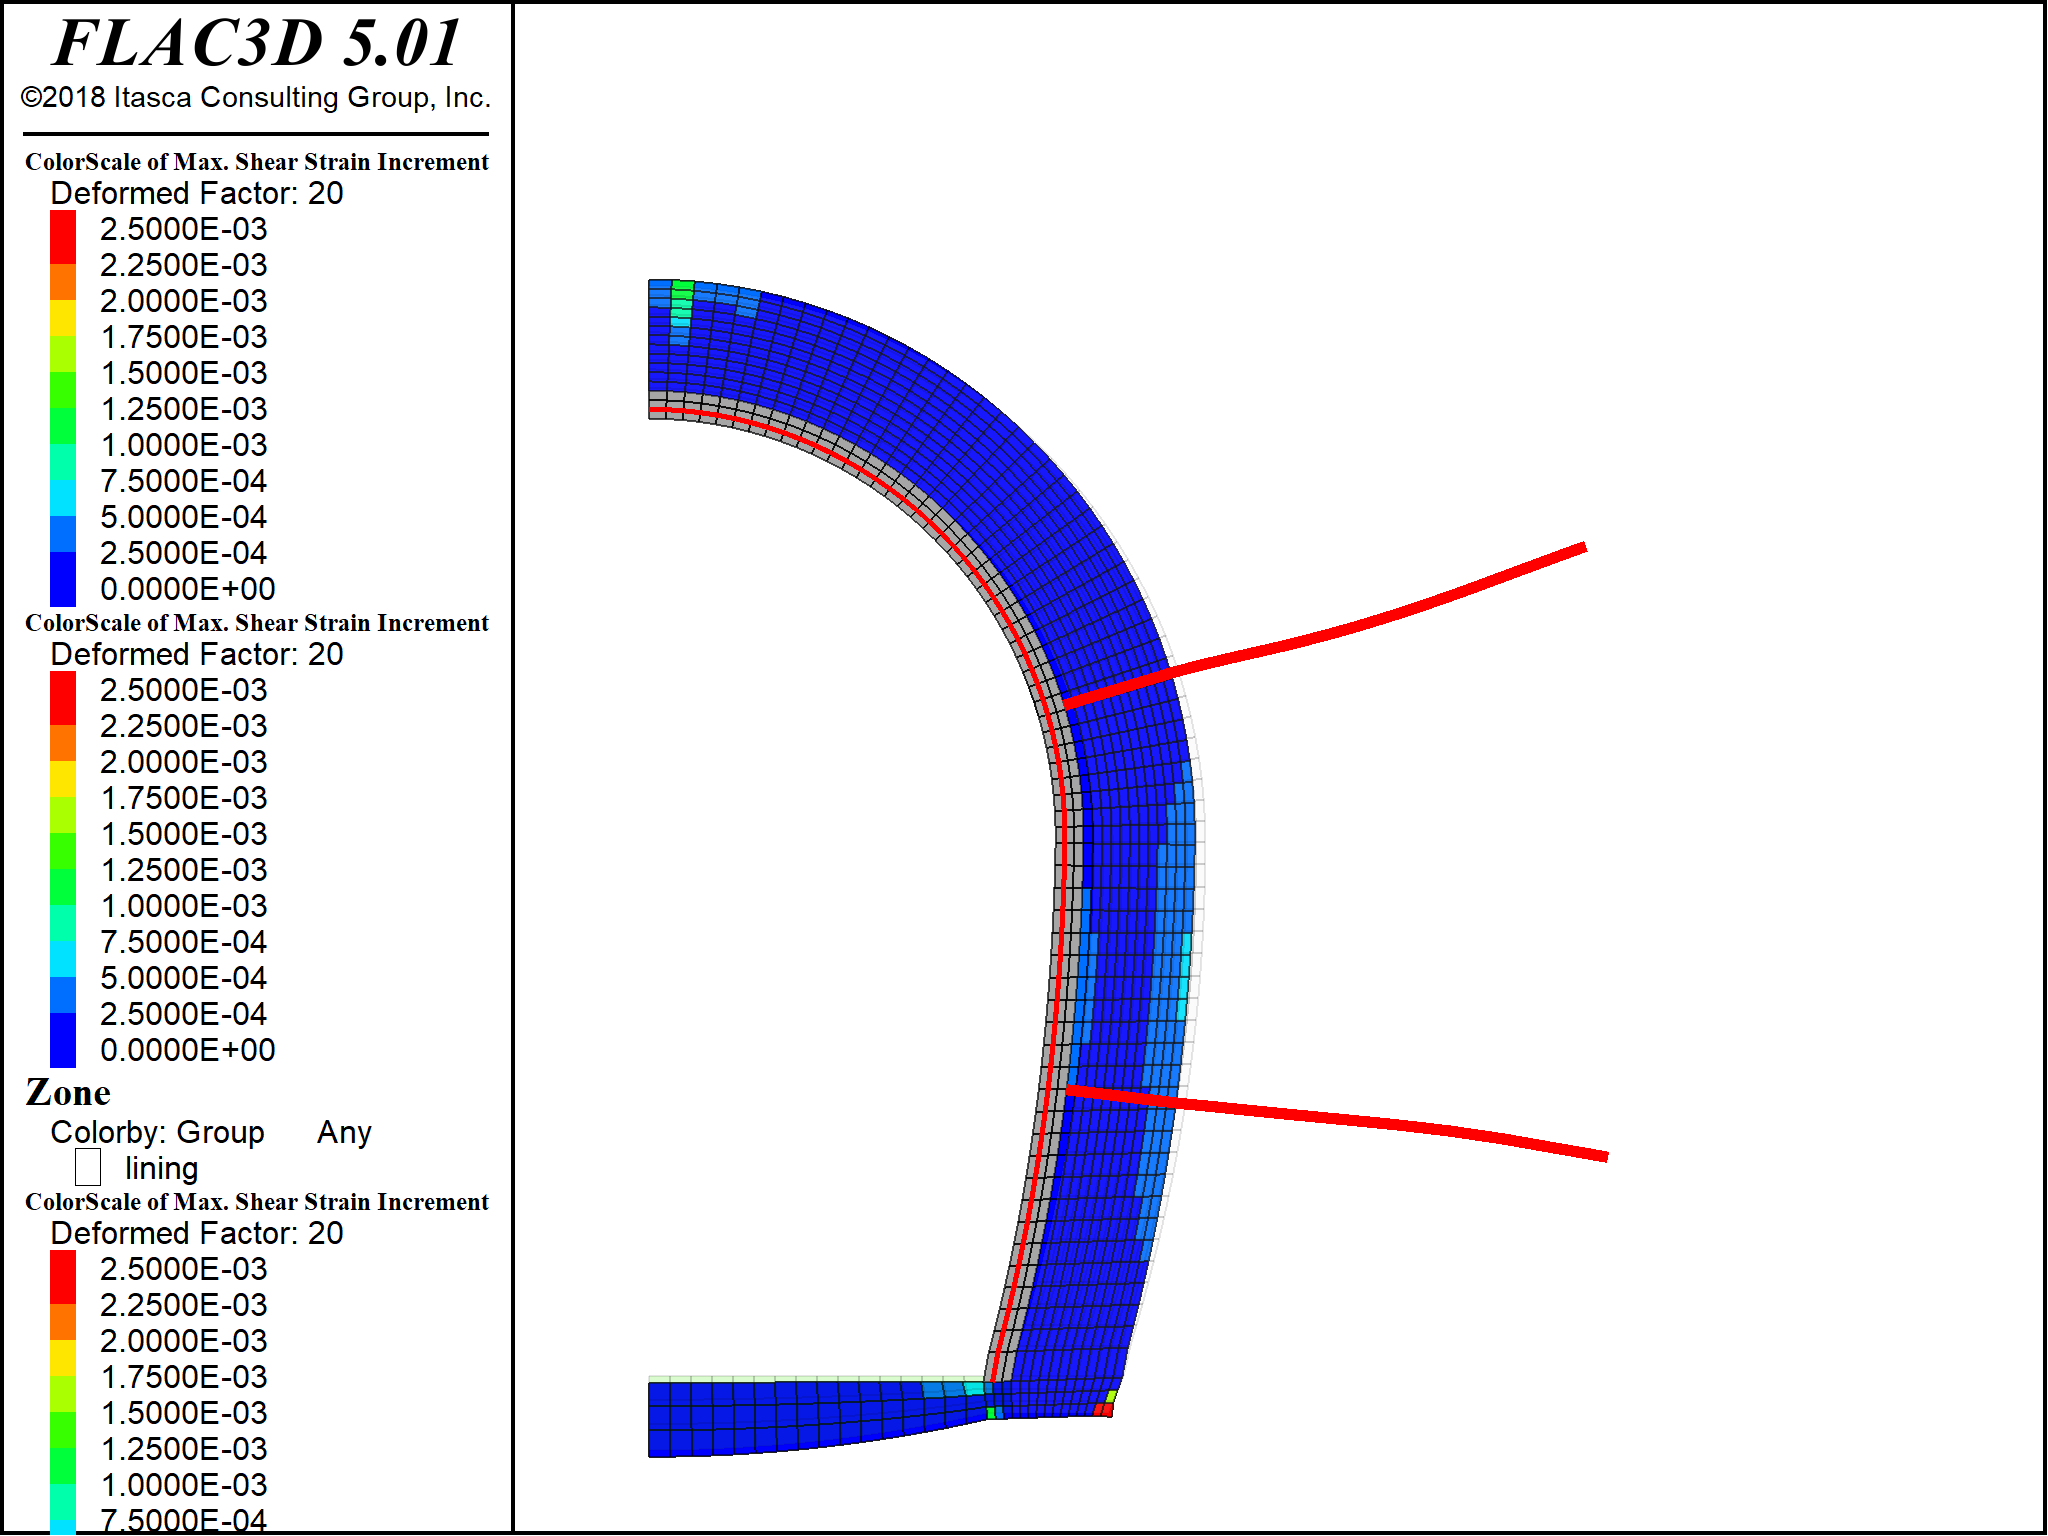 FLAC3D 5.01
©2018 Itasca Consulting Group, Inc.
ColorScale of Max. Shear Strain Increment
Deformed Factor: 20
2.5000E-03
2.2500E-03
2.0000E-03
1.7500E-03
1.5000E-03
1.2500E-03
1.0000E-03
7.5000E-04
5.0000E-04
2.5000E-04
0.0000E+00
ColorScale of Max. Shear Strain Increment
Deformed Factor: 20
2.5000E-03
2.2500E-03
2.0000E-03
1.7500E-03
1.5000E-03
1.2500E-03
1.0000E-03
7.5000E-04
5.0000E-04
2.5000E-04
0.0000E+00
Zone
Colorby: Group Any
lining
ColorScale of Max. Shear Strain Increment
Deformed Factor: 20
2.5000E-03
2.2500E-03
2.0000E-03
1.7500E-03
1.5000E-03
1.2500E-03
1.0000E-03
7.5000E-04